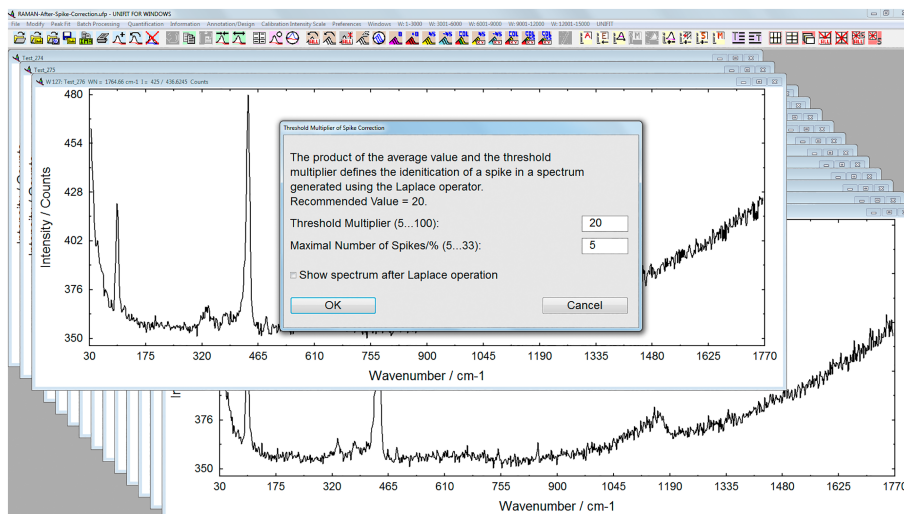 RAMAN-After-Spike-Correction.ufp - UNIFIT FOR WINDOWS
File Modify Peak Fit Batch Processing Quantification Information Annotation/Design Calibration Intensity Scale Preferences Windows W: 1-3000 W: 3001-6000 W: 6001-9000 W: 9001-12000 W: 12001-15000 UNIFIT
Test_274
Test_275
W:127: Test_276 WN = 1764.66 cm-1 I = 425 / 436.6245 Counts
Intensity / Counts
480
454
428
402
376
350
30 175 320 465 610 755 900 1045 1190 1335 1480 1625 1770
Wavenumber / cm-1
Threshold Multiplier of Spike Correction
The product of the average value and the threshold
multiplier defines the idenitication of a spike in a spectrum
generated using the Laplace operator.
Recommended Value = 20.
Threshold Multiplier (5...100): 20
Maximal Number of Spikes/% (5...33): 5
Show spectrum after Laplace operation
OK Cancel
376
350
30 175 320 465 610 755 900 1045 1190 1335 1480 1625 1770
Wavenumber / cm-1